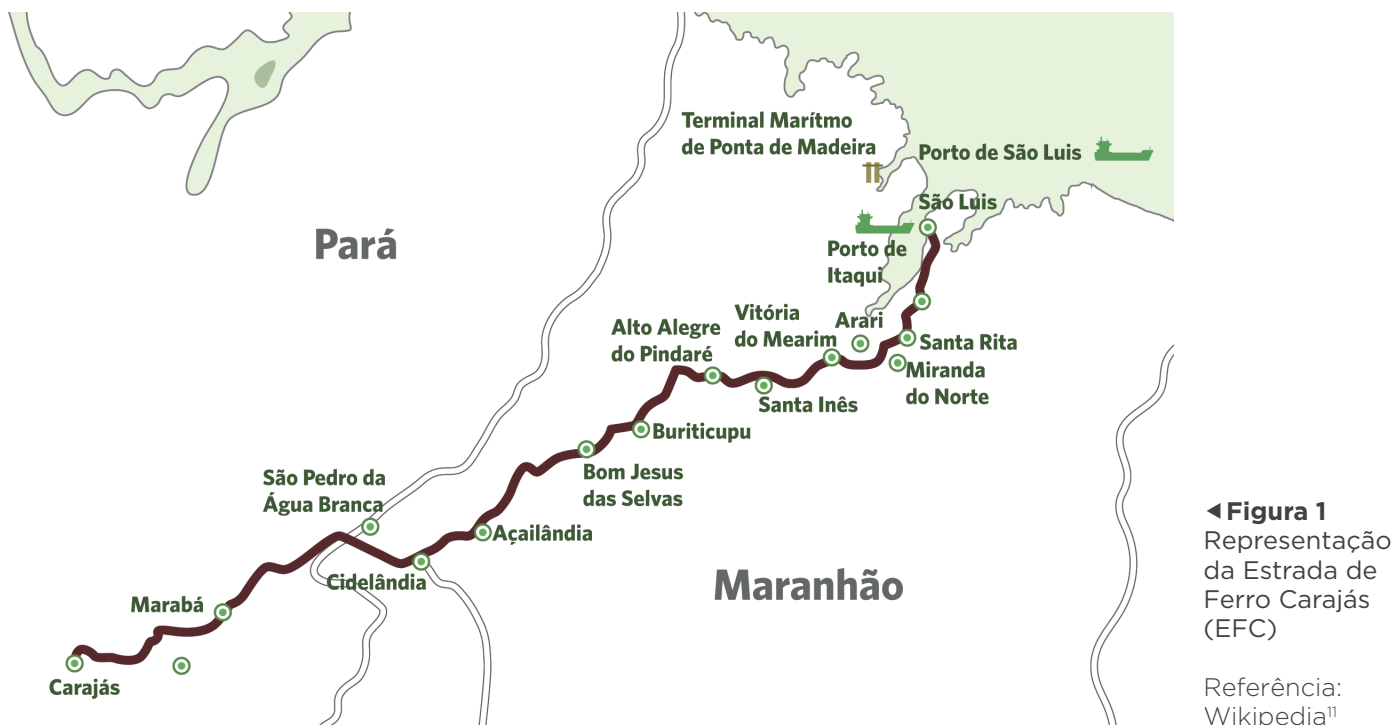 Terminal Marítmo
de Ponta de Madeira
Porto de São Luis
São Luis
Pará
Porto de
Itaqui
Vitória
do Mearim
Arari
Alto Alegre
do Pindaré
Santa Rita
Miranda
do Norte
Santa Inês
Buriticupu
Bom Jesus
das Selvas
São Pedro da
Água Branca
Açailândia
Cidelândia
Maranhão
Marabá
Carajás
◀Figura 1
Representação
da Estrada de
Ferro Carajás
(EFC)
Referência:
Wikipedia¹¹